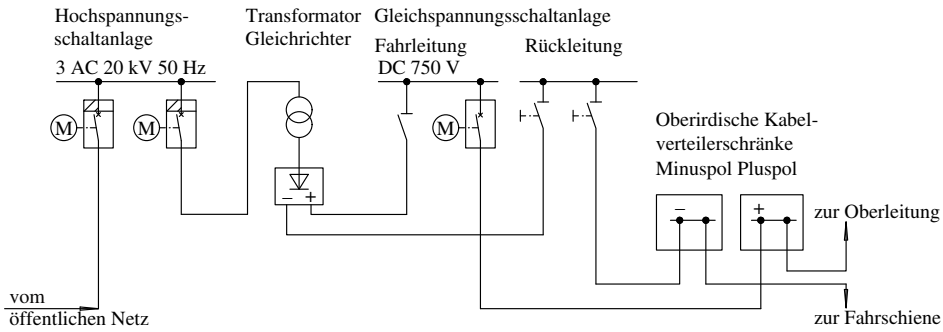 Hochspannungs-
schaltanlage
3 AC 20 kV 50 Hz
Transformator
Gleichrichter
Gleichspannungsschaltanlage
Fahrleitung
DC 750 V
Rückleitung
M
M
M
Oberirdische Kabel-
verteilerschränke
Minuspol Pluspol
– +
–
+
zur Oberleitung
zur Fahrschiene
vom
öffentlichen Netz